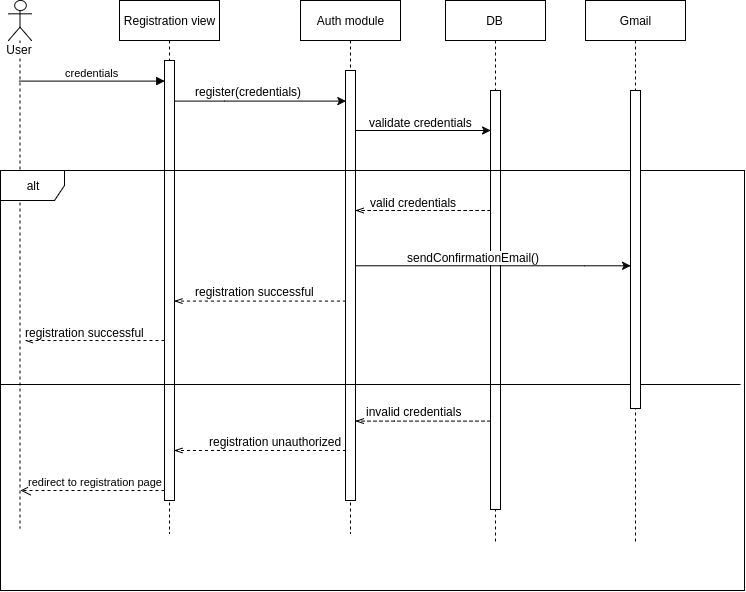 Registration view
Auth module
DB
Gmail
User
credentials
register(credentials)
validate credentials
alt
valid credentials
sendConfirmationEmail()
registration successful
registration successful
invalid credentials
registration unauthorized
redirect to registration page